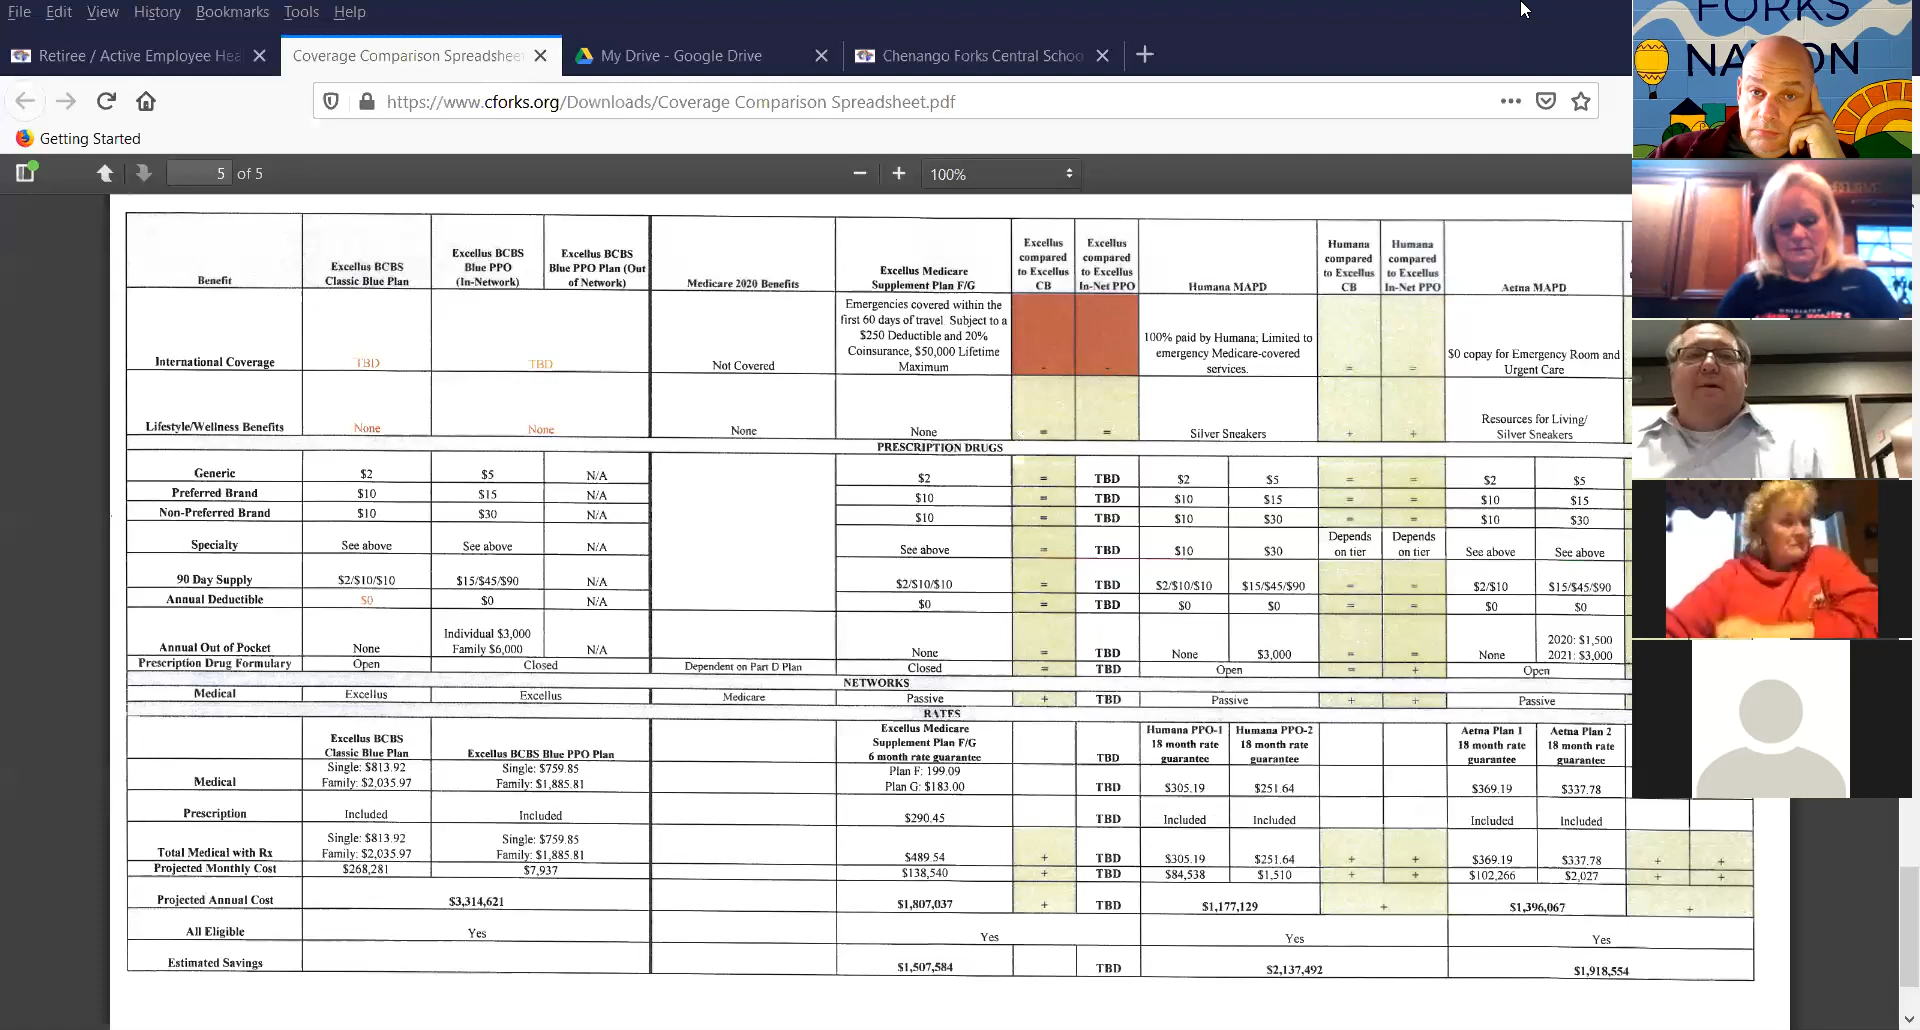 File Edit View History Bookmarks Tools Help
Retiree / Active Employee Hea
Coverage Comparison Spreadsheet
My Drive - Google Drive
Chenango Forks Central Schoo
https://www.cforks.org/Downloads/Coverage Comparison Spreadsheet.pdf
Getting Started
5 of 5
100%
FORKS
NATION
Benefit
Excellus BCBS
Classic Blue Plan
Excellus BCBS
Blue PPO
(In-Network)
Excellus BCBS
Blue PPO Plan (Out
of Network)
Medicare 2020 Benefits
Excellus Medicare
Supplement Plan F/G
Excellus
compared
to Excellus
CB
Excellus
compared
to Excellus
In-Net PPO
Humana MAPD
Humana
compared
to Excellus
CB
Humana
compared
to Excellus
In-Net PPO
Aetna MAPD
International Coverage
TBD
TBD
Not Covered
Emergencies covered within the
first 60 days of travel. Subject to a
$250 Deductible and 20%
Coinsurance, $50,000 Lifetime
Maximum
- -
100% paid by Humana; Limited to
emergency Medicare-covered
services.
= =
$0 copay for Emergency Room and
Urgent Care
Lifestyle/Wellness Benefits
None
None
None
None
= =
Silver Sneakers
+ +
Resources for Living/
Silver Sneakers
PRESCRIPTION DRUGS
Generic $2 $5 N/A $2 = TBD $2 $5 = = $2 $5
Preferred Brand $10 $15 N/A $10 = TBD $10 $15 = = $10 $15
Non-Preferred Brand $10 $30 N/A $10 = TBD $10 $30 = = $10 $30
Specialty See above See above N/A See above = TBD $10 $30
Depends
on tier
Depends
on tier
See above See above
90 Day Supply $2/$10/$10 $15/$45/$90 N/A $2/$10/$10 = TBD $2/$10/$10 $15/$45/$90 = = $2/$10 $15/$45/$90
Annual Deductible $0 $0 N/A $0 = TBD $0 $0 = = $0 $0
Annual Out of Pocket None
Individual $3,000
Family $6,000
N/A None = TBD None $3,000 = = None
2020: $1,500
2021: $3,000
Prescription Drug Formulary Open Closed Dependent on Part D Plan Closed = TBD Open = + Open
NETWORKS
Medical Excellus Excellus Medicare Passive + TBD Passive + + Passive
RATES
Excellus BCBS
Classic Blue Plan
Excellus BCBS Blue PPO Plan
Excellus Medicare
Supplement Plan F/G
6 month rate guarantee
TBD
Humana PPO-1
18 month rate
guarantee
Humana PPO-2
18 month rate
guarantee
Aetna Plan 1
18 month rate
guarantee
Aetna Plan 2
18 month rate
guarantee
Medical
Single: $813.92
Family: $2,035.97
Single: $759.85
Family: $1,885.81
Plan F: 199.09
Plan G: $183.00
TBD $305.19 $251.64 $369.19 $337.78
Prescription Included Included $290.45 TBD Included Included Included Included
Total Medical with Rx
Single: $813.92
Family: $2,035.97
Single: $759.85
Family: $1,885.81
$489.54 + TBD $305.19 $251.64 + + $369.19 $337.78 + +
Projected Monthly Cost $268,281 $7,937 $138,540 + TBD $84,538 $1,510 + + $102,266 $2,027 + +
Projected Annual Cost $3,314,621 $1,807,037 + TBD $1,177,129 + $1,396,067 +
All Eligible Yes Yes Yes Yes
Estimated Savings $1,507,584 TBD $2,137,492 $1,918,554